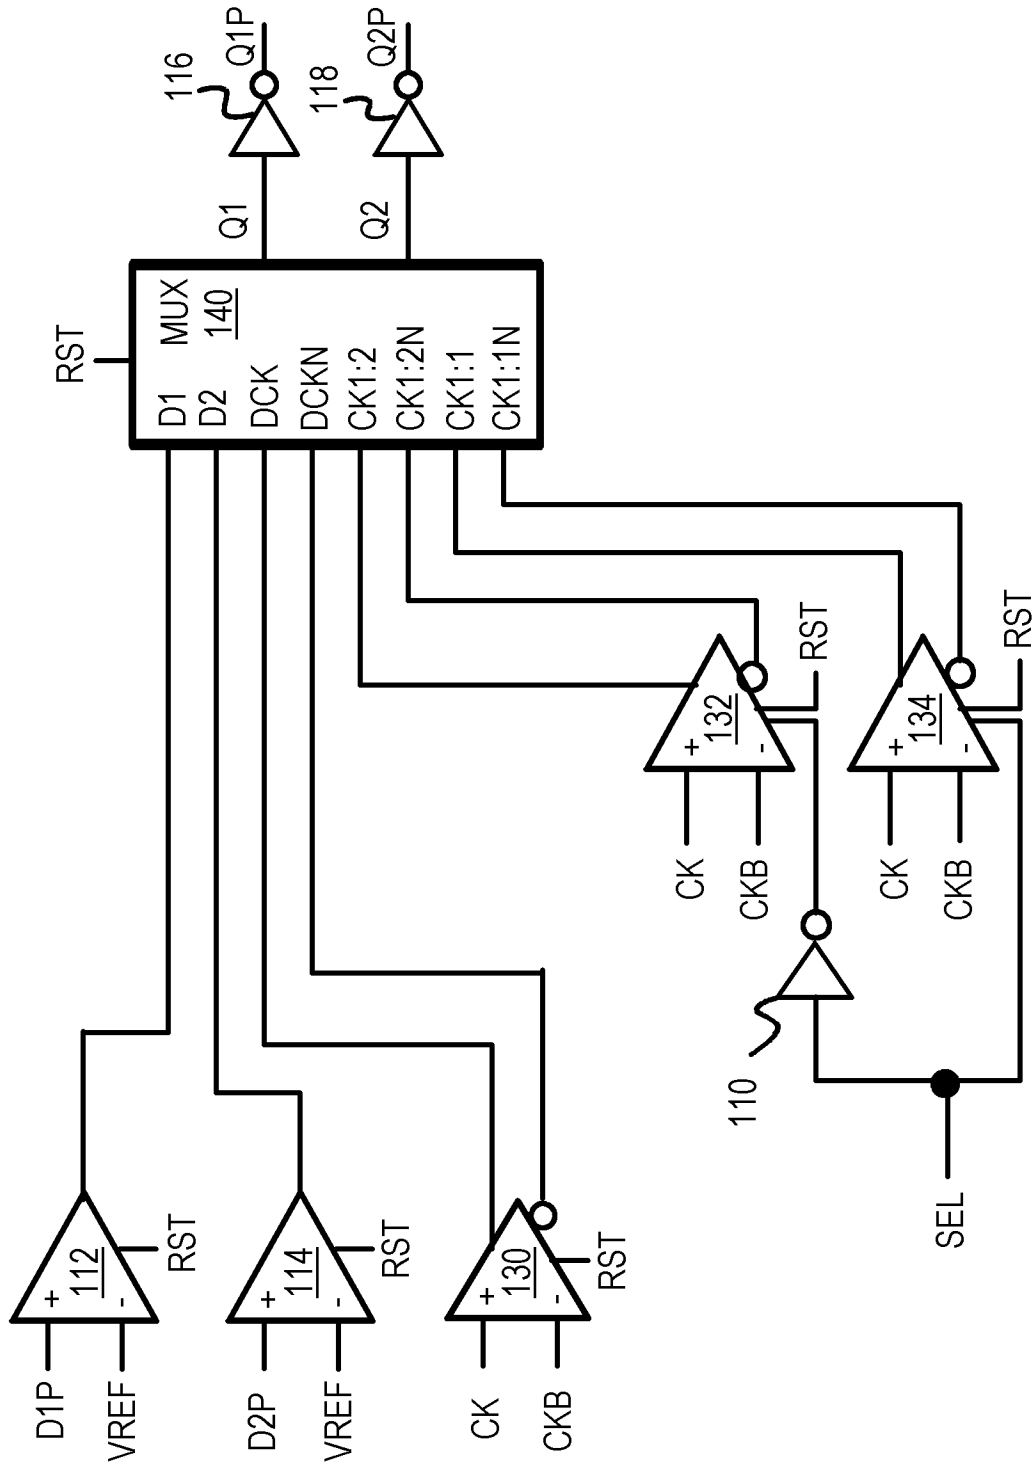 D1P
VREF
+
-
112
RST
D2P
VREF
+
-
114
RST
CK
CKB
+
-
130
RST
SEL
110
CK
CKB
+
-
132
RST
CK
CKB
+
-
134
RST
RST
MUX
140
D1
D2
DCK
DCKN
CK1:2
CK1:2N
CK1:1
CK1:1N
Q1
116
Q1P
Q2
118
Q2P